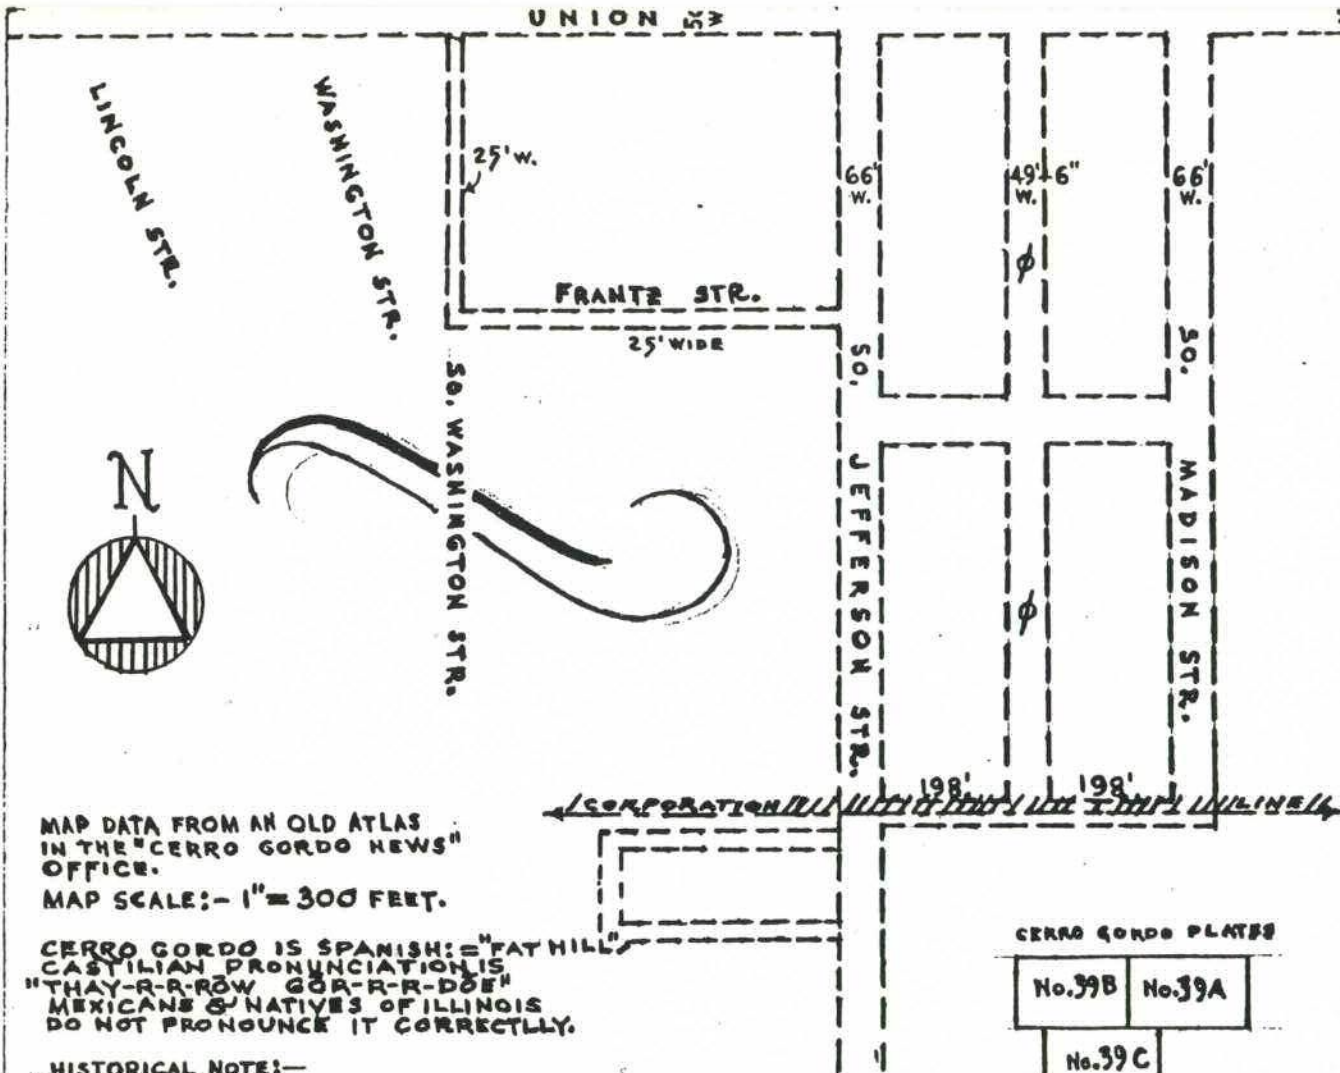 UNION
LINCOLN STR.
WASHINGTON STR.
25' W.
66' W.
49'-6" W.
66' W.
FRANTZ STR.
25' WIDE
SO. WASHINGTON STR.
SO. JEFFERSON STR.
SO. MADISON STR.
N
198'
198'
CORPORATION LINE
MAP DATA FROM AN OLD ATLAS
IN THE "CERRO GORDO NEWS"
OFFICE.
MAP SCALE:- 1" = 300 FEET.
CERRO GORDO IS SPANISH: = "FAT HILL"
CASTILIAN PRONUNCIATION IS
"THAY-R-R-ROW GOR-R-R-DOE"
MEXICANS & NATIVES OF ILLINOIS
DO NOT PRONOUNCE IT CORRECTLLY.
HISTORICAL NOTE:—
CERRO GORDO PLATES
No.39B No.39A
No.39C